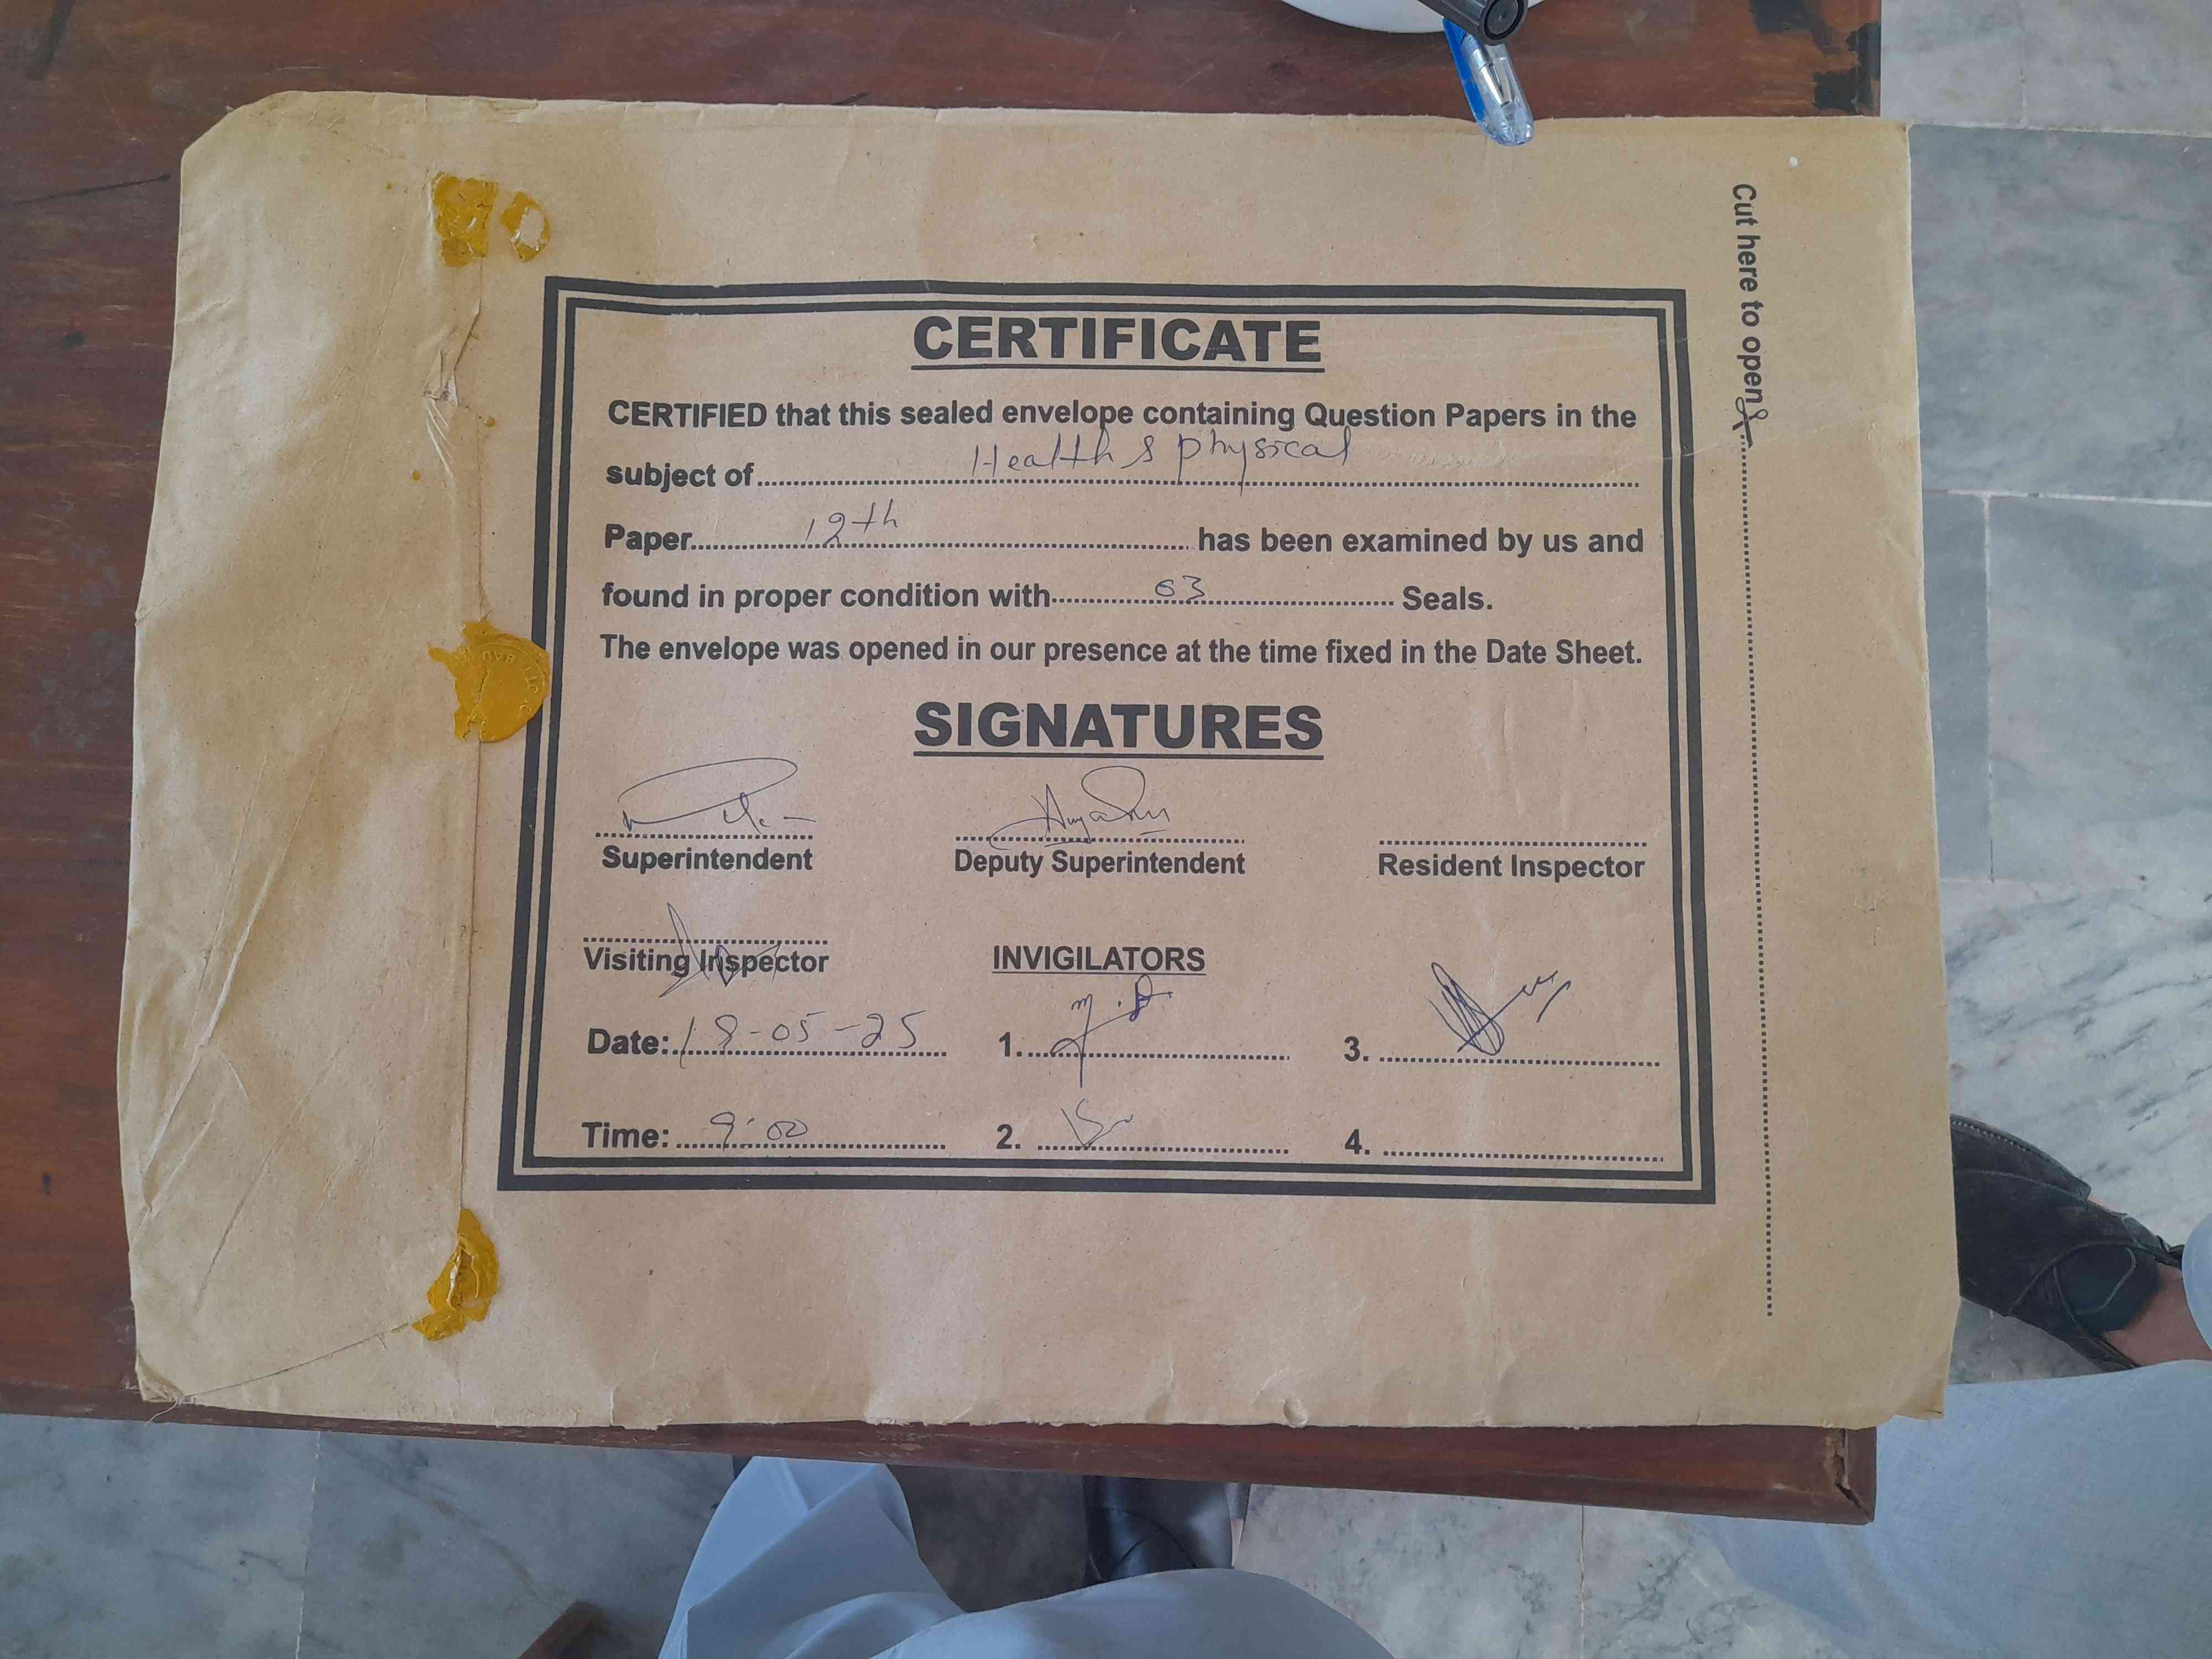 CERTIFICATE
CERTIFIED that this sealed envelope containing Question Papers in the
subject of Health & Physical
Paper 12th has been examined by us and
found in proper condition with 03 Seals.
The envelope was opened in our presence at the time fixed in the Date Sheet.
SIGNATURES
Superintendent
Deputy Superintendent
Resident Inspector
Visiting Inspector
INVIGILATORS
Date: 18-05-25
1.
3.
Time: 9:00
2.
4.
Cut here to open